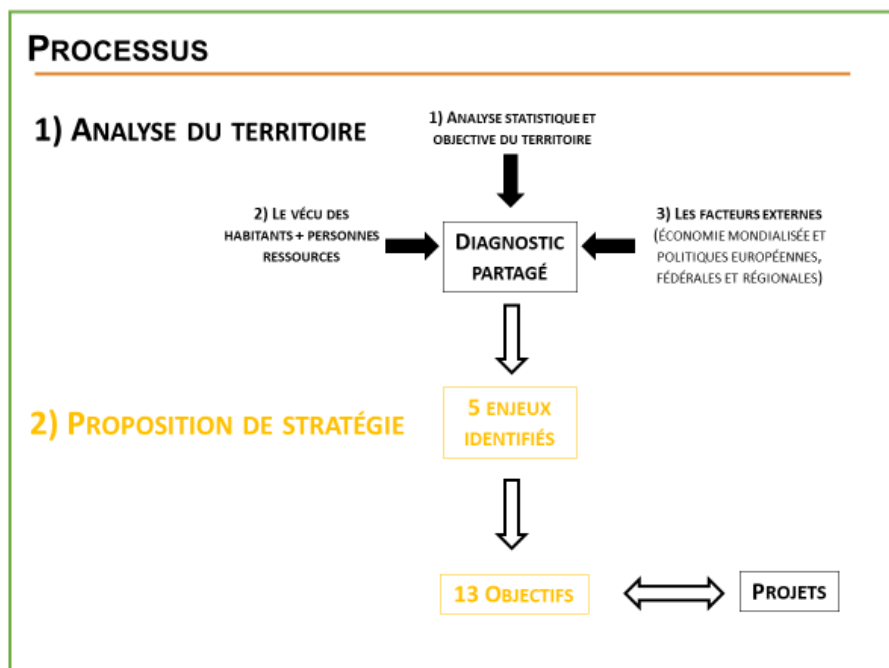 PROCESSUS
1) ANALYSE DU TERRITOIRE
1) ANALYSE STATISTIQUE ET
OBJECTIVE DU TERRITOIRE
2) LE VÉCU DES
HABITANTS + PERSONNES
RESSOURCES
DIAGNOSTIC
PARTAGÉ
3) LES FACTEURS EXTERNES
(ÉCONOMIE MONDIALISÉE ET
POLITIQUES EUROPÉENNES,
FÉDÉRALES ET RÉGIONALES)
2) PROPOSITION DE STRATÉGIE
5 ENJEUX
IDENTIFIÉS
13 OBJECTIFS
PROJETS